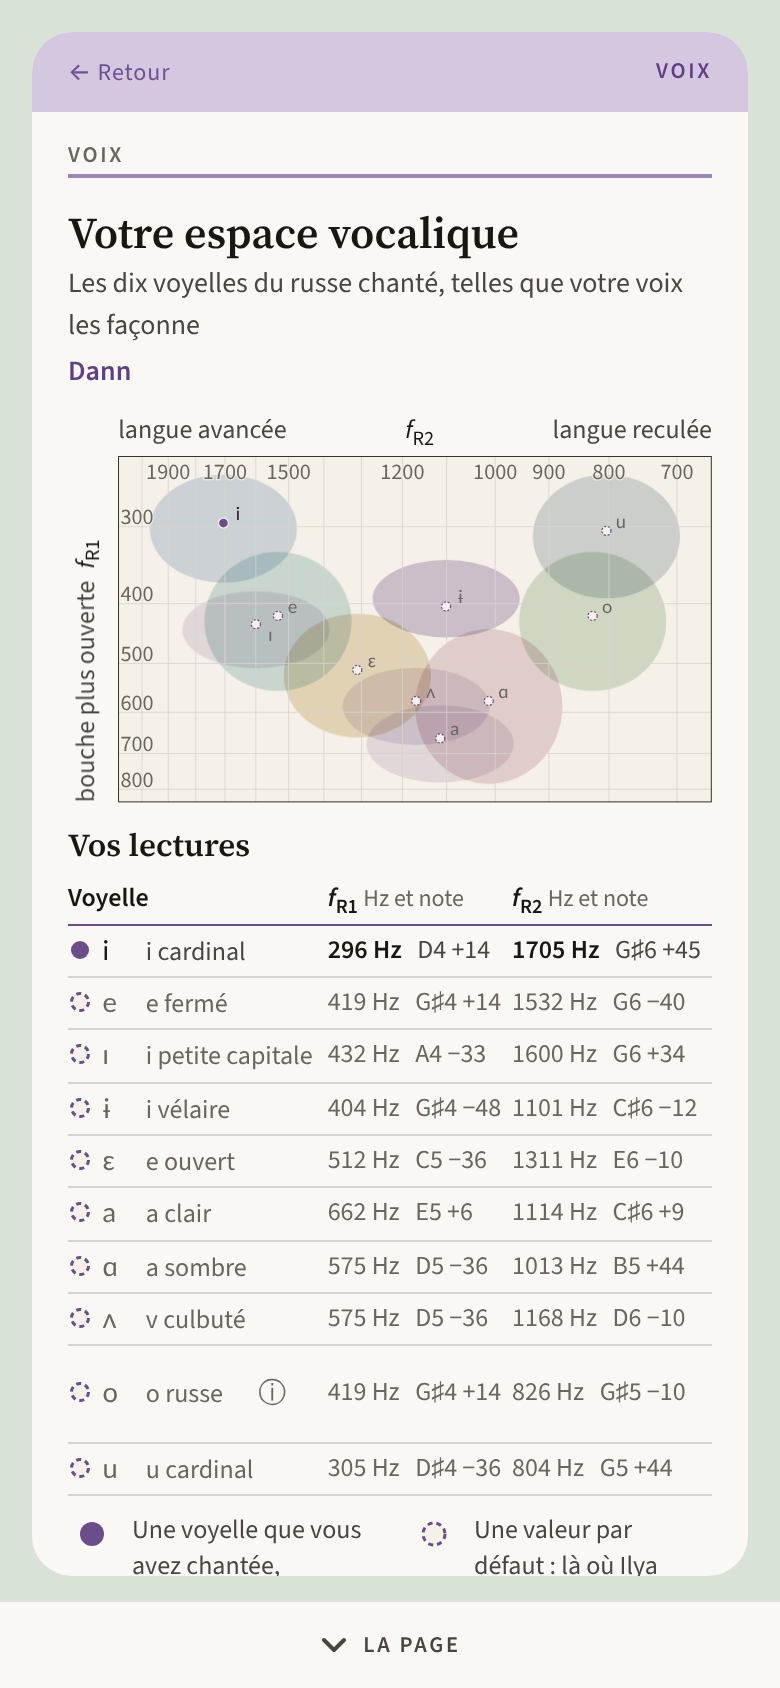 ← Retour
VOIX
VOIX
Votre espace vocalique
Les dix voyelles du russe chanté, telles que votre voix
les façonne
Dann
langue avancée fR2 langue reculée
1900 1700 1500 1200 1000 900 800 700
bouche plus ouverte fR1
300
400
500
600
700
800
i
u
e
ɨ
o
ı
ɛ
ʌ
ɑ
a
Vos lectures
Voyelle fR1 Hz et note fR2 Hz et note
i i cardinal 296 Hz D4 +14 1705 Hz G♯6 +45
e e fermé 419 Hz G♯4 +14 1532 Hz G6 −40
ı i petite capitale 432 Hz A4 −33 1600 Hz G6 +34
ɨ i vélaire 404 Hz G♯4 −48 1101 Hz C♯6 −12
ɛ e ouvert 512 Hz C5 −36 1311 Hz E6 −10
a a clair 662 Hz E5 +6 1114 Hz C♯6 +9
ɑ a sombre 575 Hz D5 −36 1013 Hz B5 +44
ʌ v culbuté 575 Hz D5 −36 1168 Hz D6 −10
o o russe ⓘ 419 Hz G♯4 +14 826 Hz G♯5 −10
u u cardinal 305 Hz D♯4 −36 804 Hz G5 +44
Une voyelle que vous
avez chantée,
Une valeur par
défaut : là où Ilya
LA PAGE